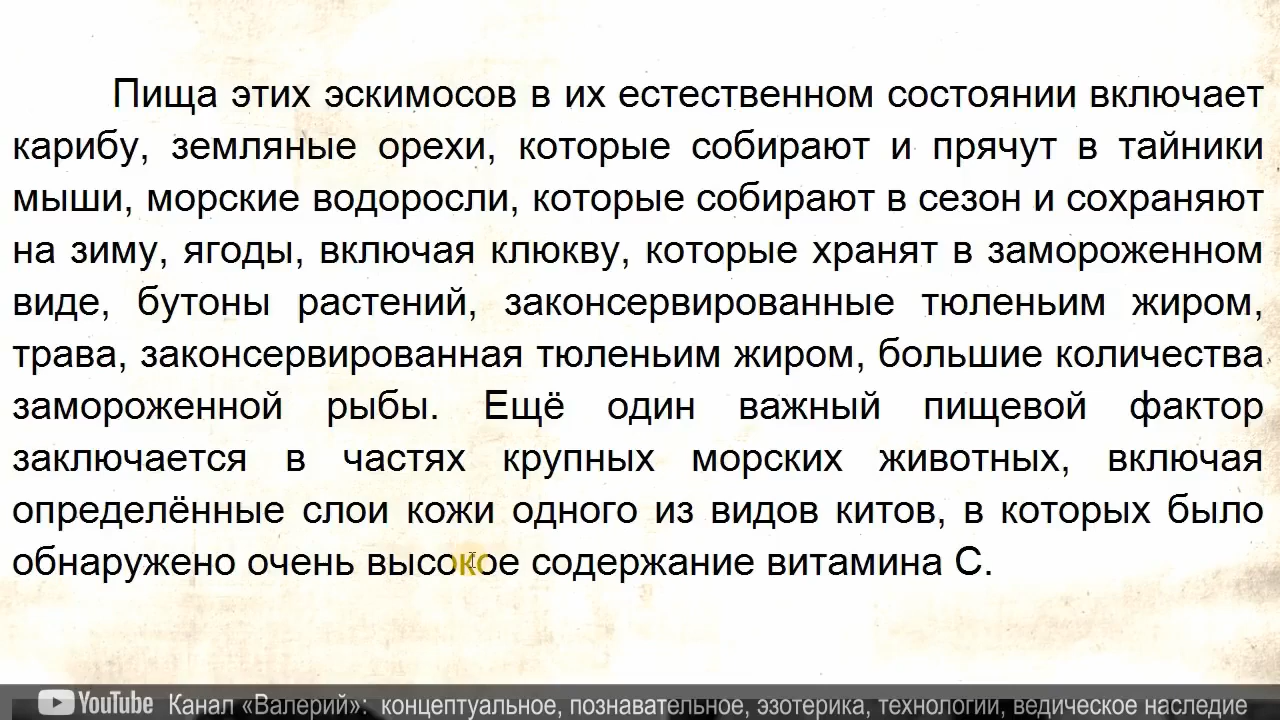 Пища этих эскимосов в их естественном состоянии включает
карибу, земляные орехи, которые собирают и прячут в тайники
мыши, морские водоросли, которые собирают в сезон и сохраняют
на зиму, ягоды, включая клюкву, которые хранят в замороженном
виде, бутоны растений, законсервированные тюленьим жиром,
трава, законсервированная тюленьим жиром, большие количества
замороженной рыбы. Ещё один важный пищевой фактор
заключается в частях крупных морских животных, включая
определённые слои кожи одного из видов китов, в которых было
обнаружено очень высокое содержание витамина С.
YouTube Канал «Валерий»: концептуальное, познавательное, эзотерика, технологии, ведическое наследие